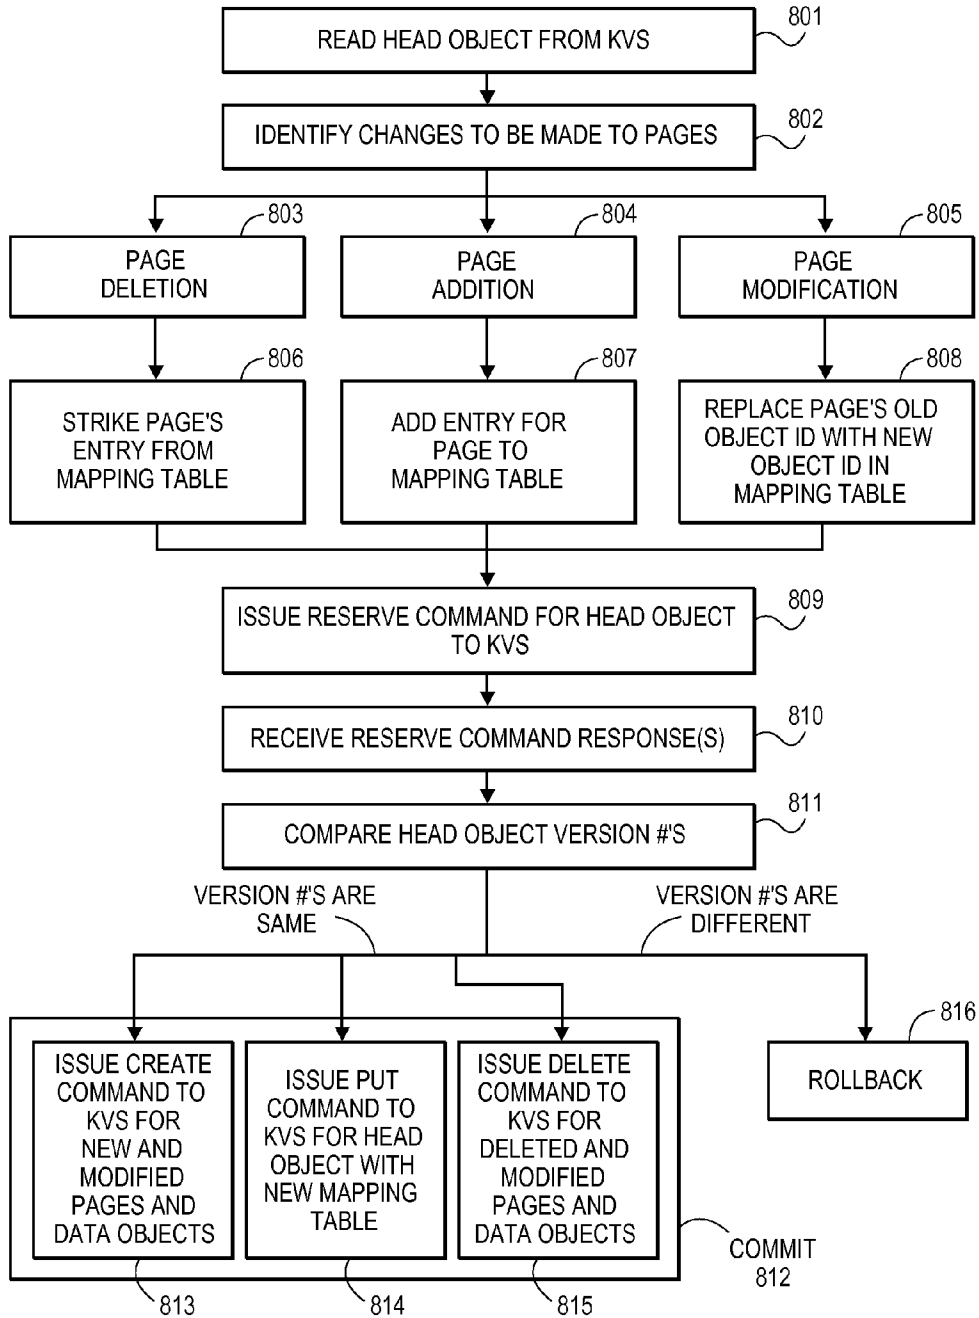 801
READ HEAD OBJECT FROM KVS
802
IDENTIFY CHANGES TO BE MADE TO PAGES
803
PAGE
DELETION
804
PAGE
ADDITION
805
PAGE
MODIFICATION
806
STRIKE PAGE'S
ENTRY FROM
MAPPING TABLE
807
ADD ENTRY FOR
PAGE TO
MAPPING TABLE
808
REPLACE PAGE'S OLD
OBJECT ID WITH NEW
OBJECT ID IN
MAPPING TABLE
809
ISSUE RESERVE COMMAND FOR HEAD OBJECT
TO KVS
810
RECEIVE RESERVE COMMAND RESPONSE(S)
811
COMPARE HEAD OBJECT VERSION #'S
VERSION #'S ARE
SAME
VERSION #'S ARE
DIFFERENT
ISSUE CREATE
COMMAND TO
KVS FOR
NEW AND
MODIFIED
PAGES AND
DATA OBJECTS
813
ISSUE PUT
COMMAND TO
KVS FOR HEAD
OBJECT WITH
NEW MAPPING
TABLE
814
ISSUE DELETE
COMMAND TO
KVS FOR
DELETED AND
MODIFIED
PAGES AND
DATA OBJECTS
815
816
ROLLBACK
COMMIT
812